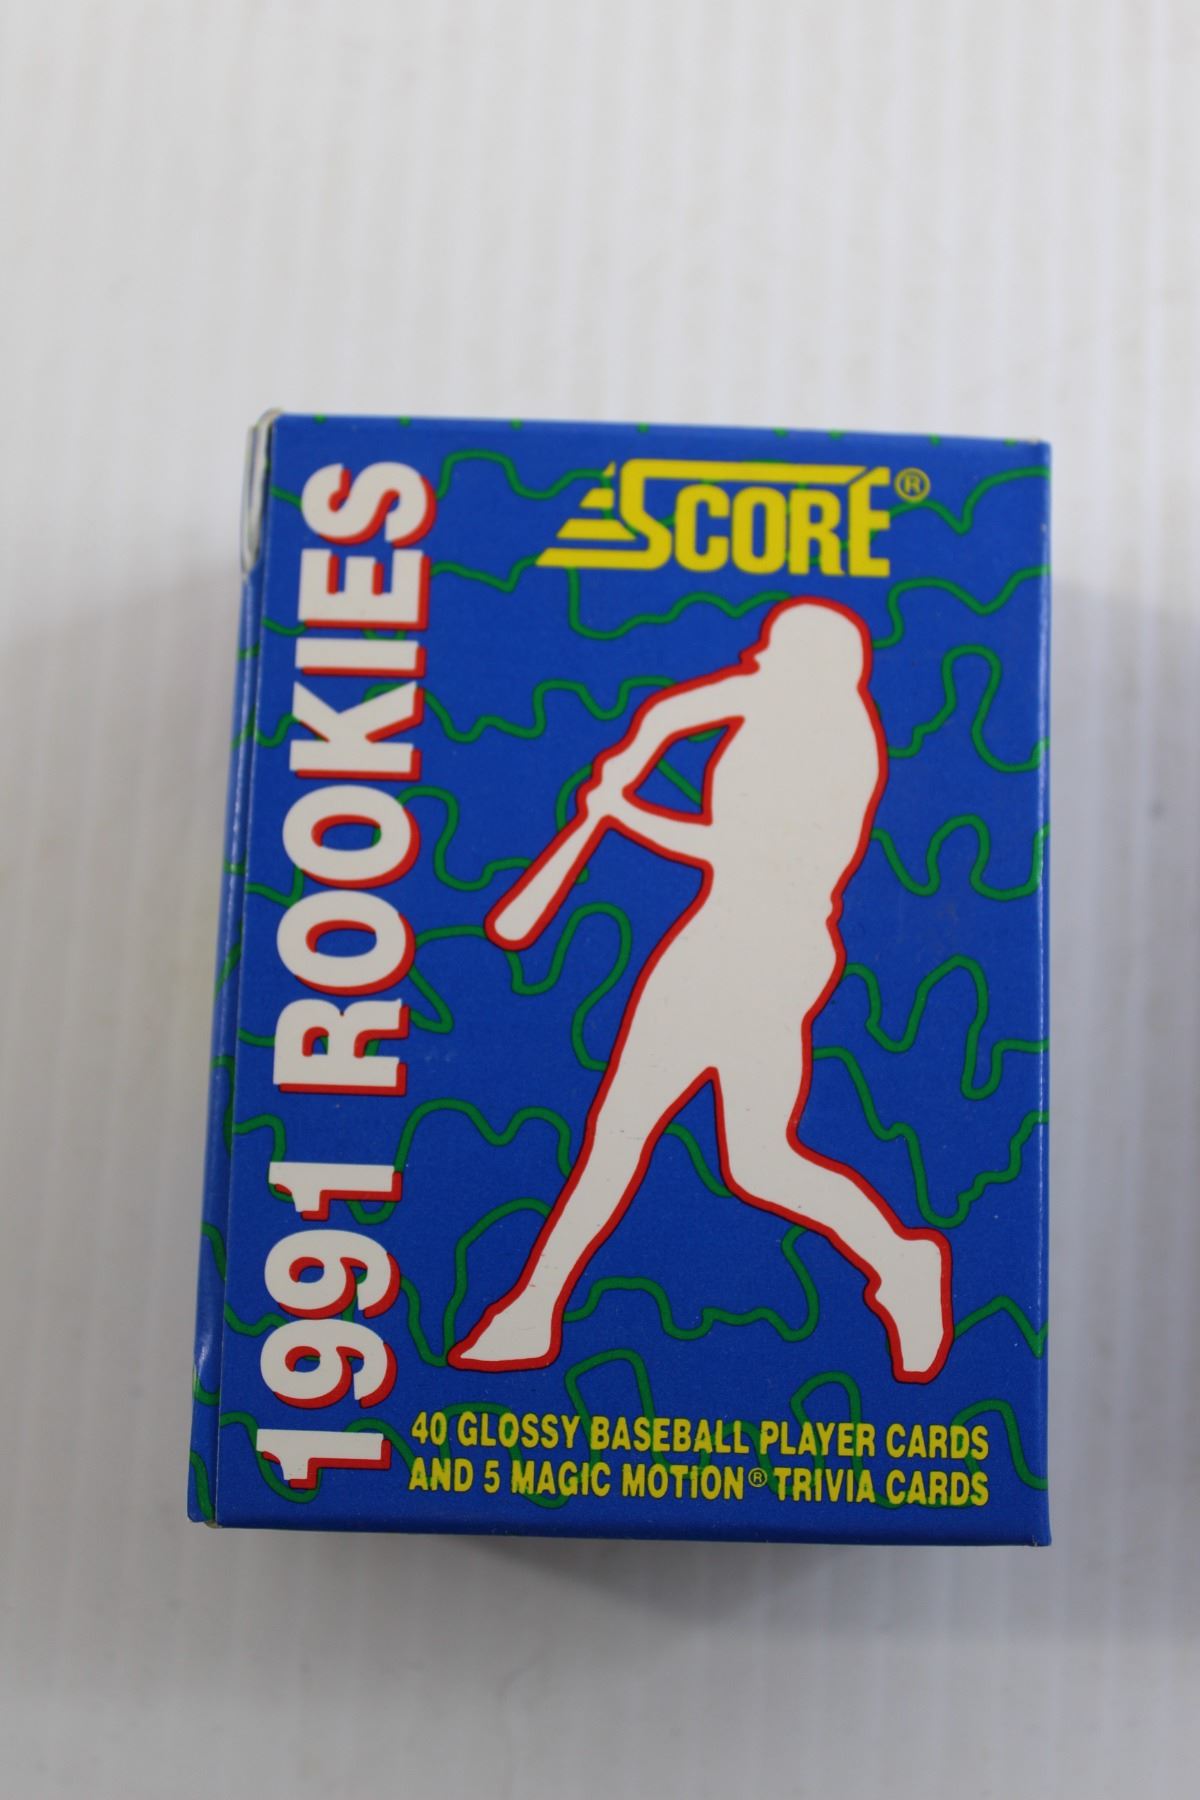 SCORE®
1991 ROOKIES
40 GLOSSY BASEBALL PLAYER CARDS
AND 5 MAGIC MOTION® TRIVIA CARDS